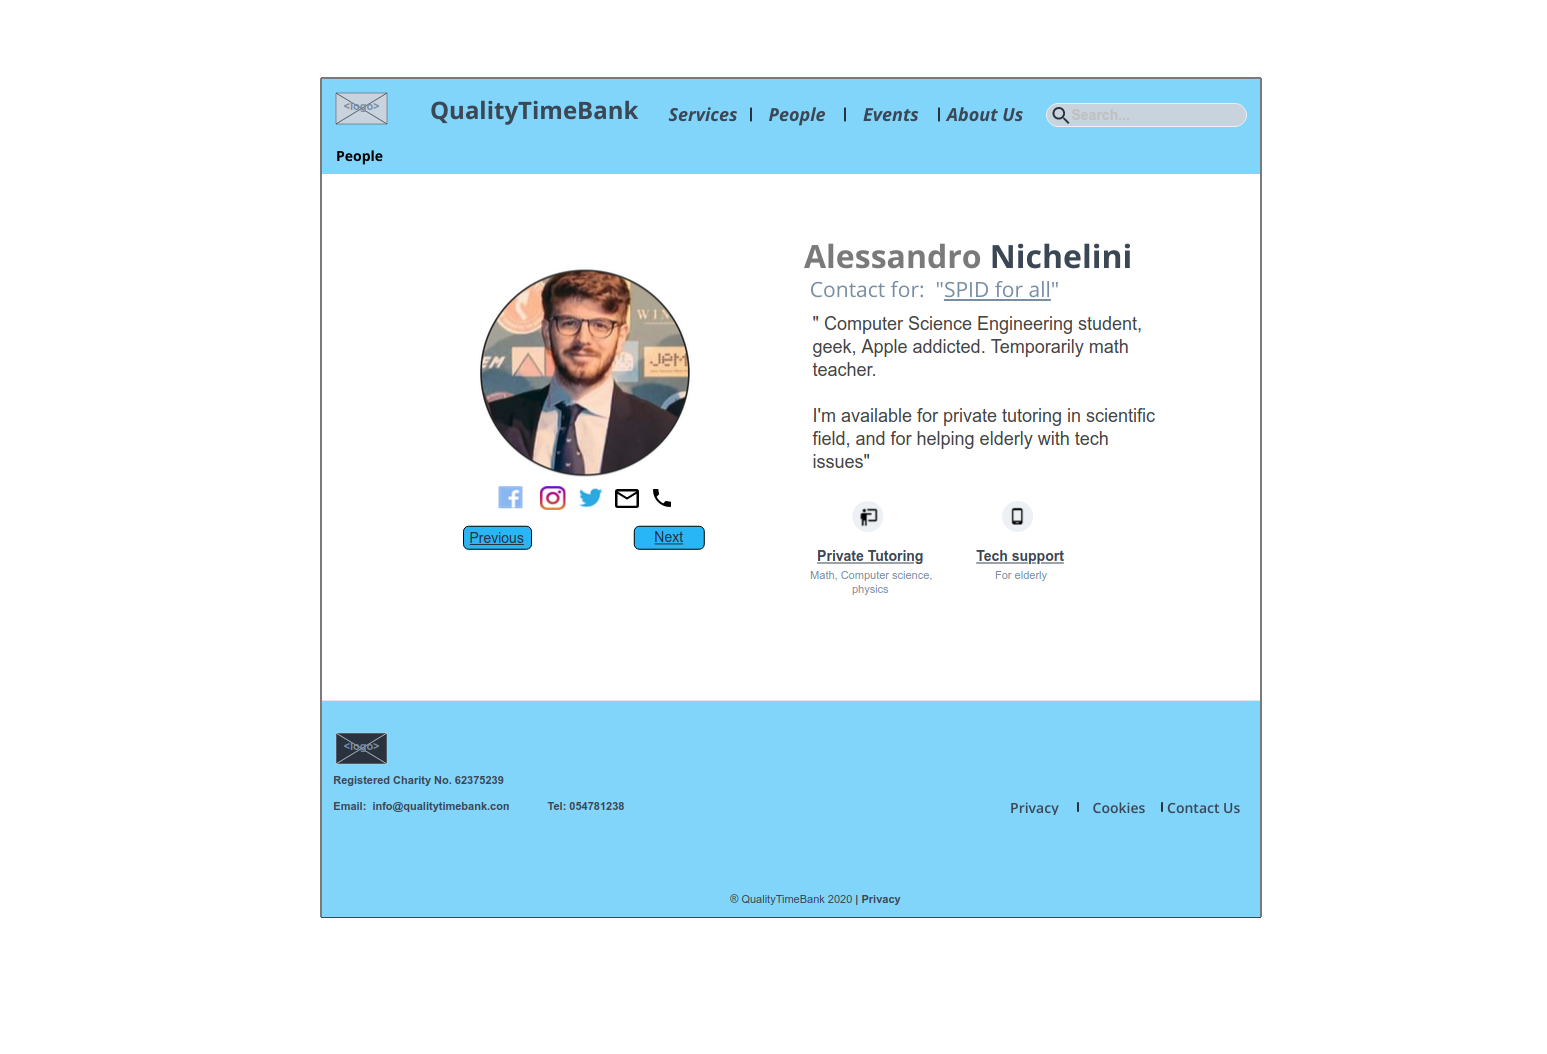 <logo>
QualityTimeBank
Services | People | Events | About Us
Search...
People
Alessandro Nichelini
Contact for: "SPID for all"
" Computer Science Engineering student,
geek, Apple addicted. Temporarily math
teacher.
I'm available for private tutoring in scientific
field, and for helping elderly with tech
issues"
WIN
EM
JEM
Previous
Next
Private Tutoring
Math, Computer science,
physics
Tech support
For elderly
<logo>
Registered Charity No. 62375239
Email: info@qualitytimebank.con
Tel: 054781238
Privacy | Cookies | Contact Us
® QualityTimeBank 2020 | Privacy